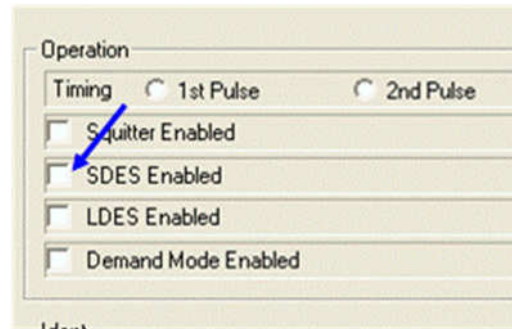 Operation
Timing 1st Pulse 2nd Pulse
Squitter Enabled
SDES Enabled
LDES Enabled
Demand Mode Enabled